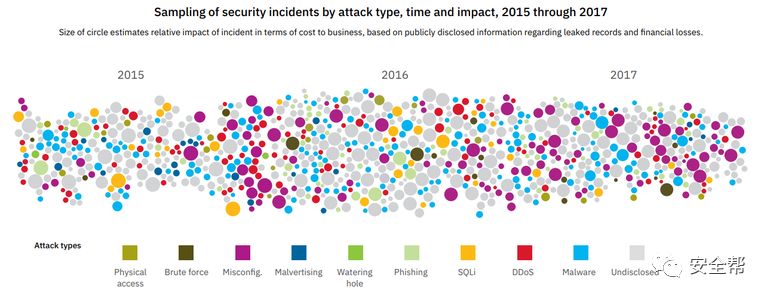 Sampling of security incidents by attack type, time and impact, 2015 through 2017
Size of circle estimates relative impact of incident in terms of cost to business, based on publicly disclosed information regarding leaked records and financial losses.
2015 2016 2017
Attack types
Physical access
Brute force
Misconfig.
Malvertising
Watering hole
Phishing
SQLi
DDoS
Malware
Undisclosed
安全帮